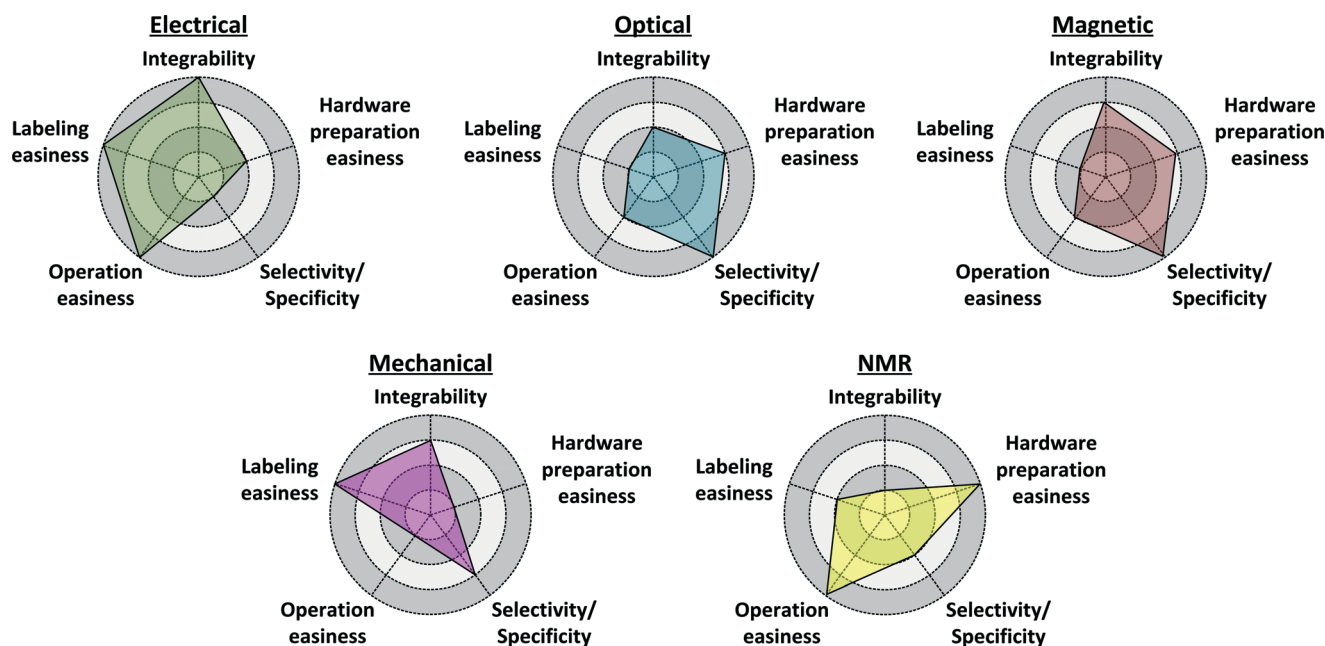 Electrical
Integrability
Hardware
preparation
easiness
Labeling
easiness
Operation
easiness
Selectivity/
Specificity
Optical
Integrability
Hardware
preparation
easiness
Labeling
easiness
Operation
easiness
Selectivity/
Specificity
Magnetic
Integrability
Hardware
preparation
easiness
Labeling
easiness
Operation
easiness
Selectivity/
Specificity
Mechanical
Integrability
Hardware
preparation
easiness
Labeling
easiness
Operation
easiness
Selectivity/
Specificity
NMR
Integrability
Hardware
preparation
easiness
Labeling
easiness
Operation
easiness
Selectivity/
Specificity